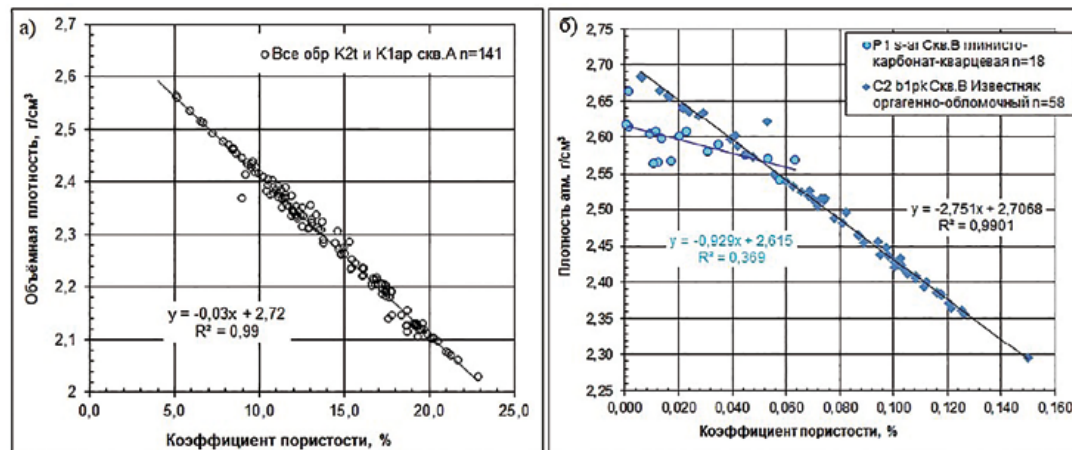 а)
2,7
2,6
2,5
2,4
2,3
2,2
2,1
2
Объёмная плотность, г/см³
Все обр K2t и K1ap скв.А n=141
y = -0,03x + 2,72
R² = 0,99
0,0 5,0 10,0 15,0 20,0 25,0
Коэффициент пористости, %
б)
2,75
2,70
2,65
2,60
2,55
2,50
2,45
2,40
2,35
2,30
2,25
Плотность атм. г/см³
P1 s-ar Скв.В глинисто-
карбонат-кварцевая n=18
C2 b1pk Скв.В Известняк
оргагенно-обломочный n=58
y = -2,751x + 2,7068
R² = 0,9901
y = -0,929x + 2,615
R² = 0,369
0,000 0,020 0,040 0,060 0,080 0,100 0,120 0,140 0,160
Коэффициент пористости, %